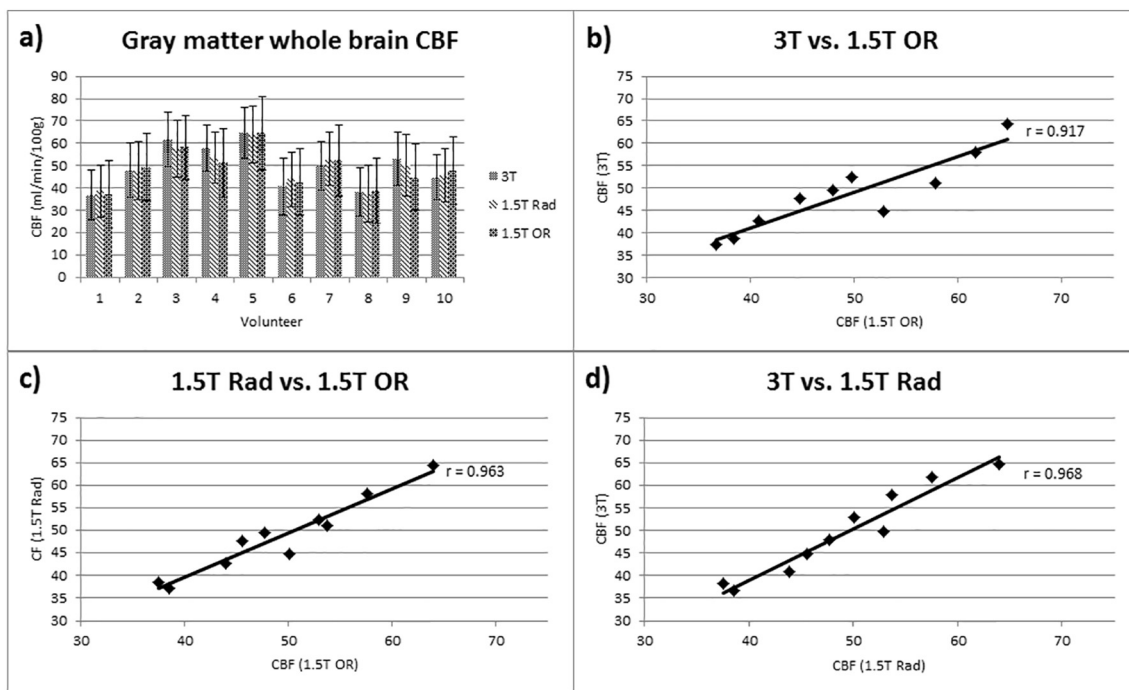 a)
Gray matter whole brain CBF
CBF (ml/min/100g)
90
80
70
60
50
40
30
20
10
0
1 2 3 4 5 6 7 8 9 10
Volunteer
3T
1.5T Rad
1.5T OR
b)
3T vs. 1.5T OR
CBF (3T)
75
70
65
60
55
50
45
40
35
30
r = 0.917
30 40 50 60 70
CBF (1.5T OR)
c)
1.5T Rad vs. 1.5T OR
CF (1.5T Rad)
75
70
65
60
55
50
45
40
35
30
r = 0.963
30 40 50 60 70
CBF (1.5T OR)
d)
3T vs. 1.5T Rad
CBF (3T)
75
70
65
60
55
50
45
40
35
30
r = 0.968
30 40 50 60 70
CBF (1.5T Rad)